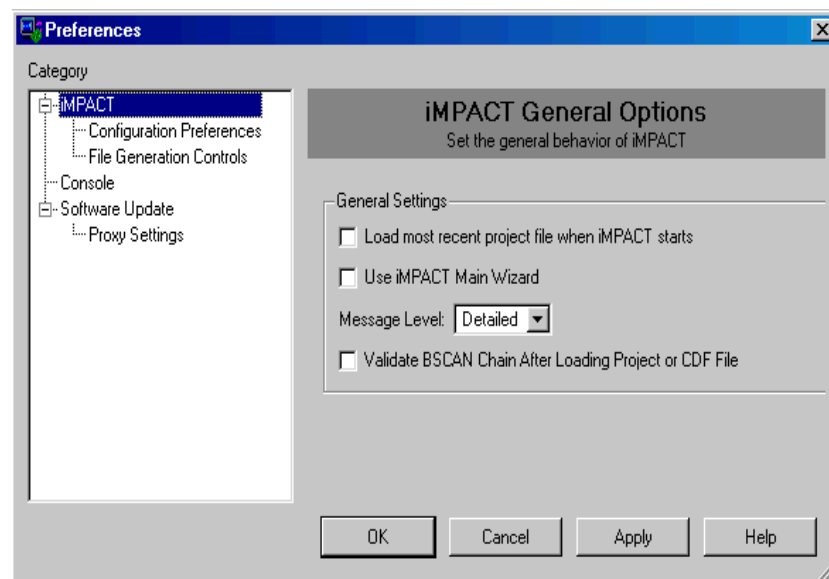 Preferences
Category
iMPACT
Configuration Preferences
File Generation Controls
Console
Software Update
Proxy Settings
iMPACT General Options
Set the general behavior of iMPACT
General Settings
Load most recent project file when iMPACT starts
Use iMPACT Main Wizard
Message Level: Detailed
Validate BSCAN Chain After Loading Project or CDF File
OK Cancel Apply Help